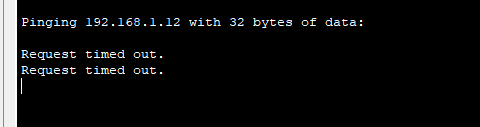 Pinging 192.168.1.12 with 32 bytes of data:
Request timed out.
Request timed out.